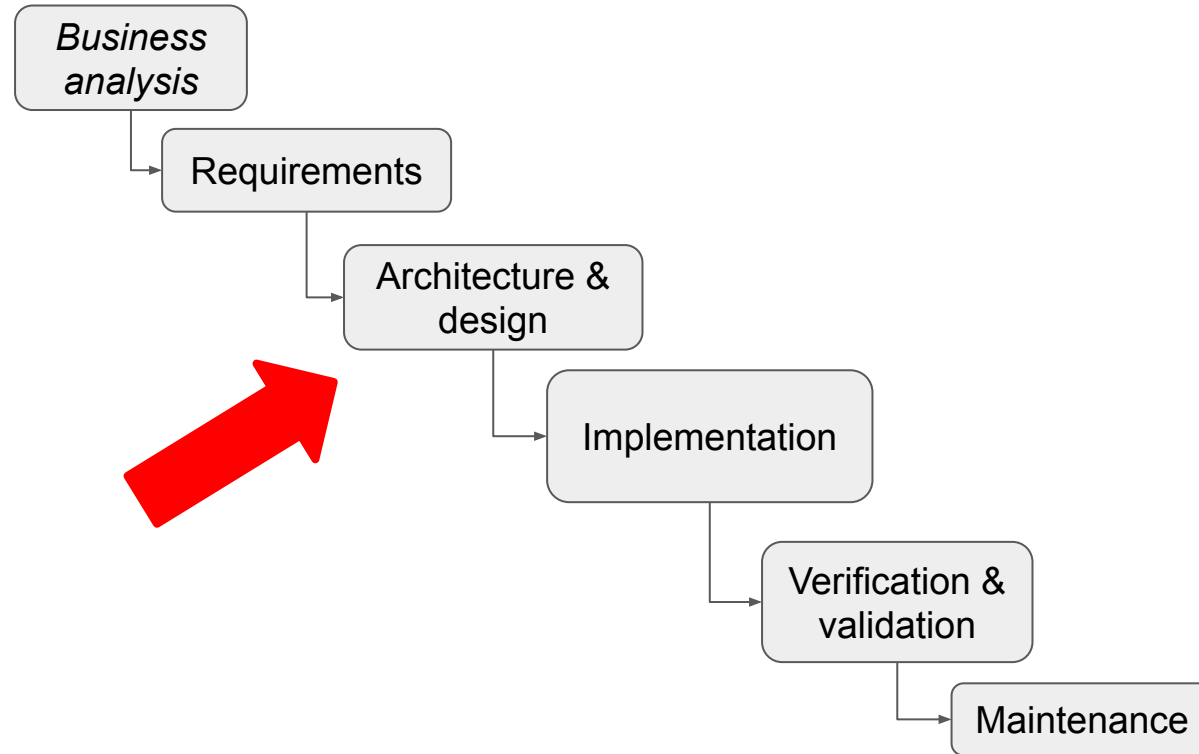 Business
analysis
Requirements
Architecture &
design
Implementation
Verification &
validation
Maintenance